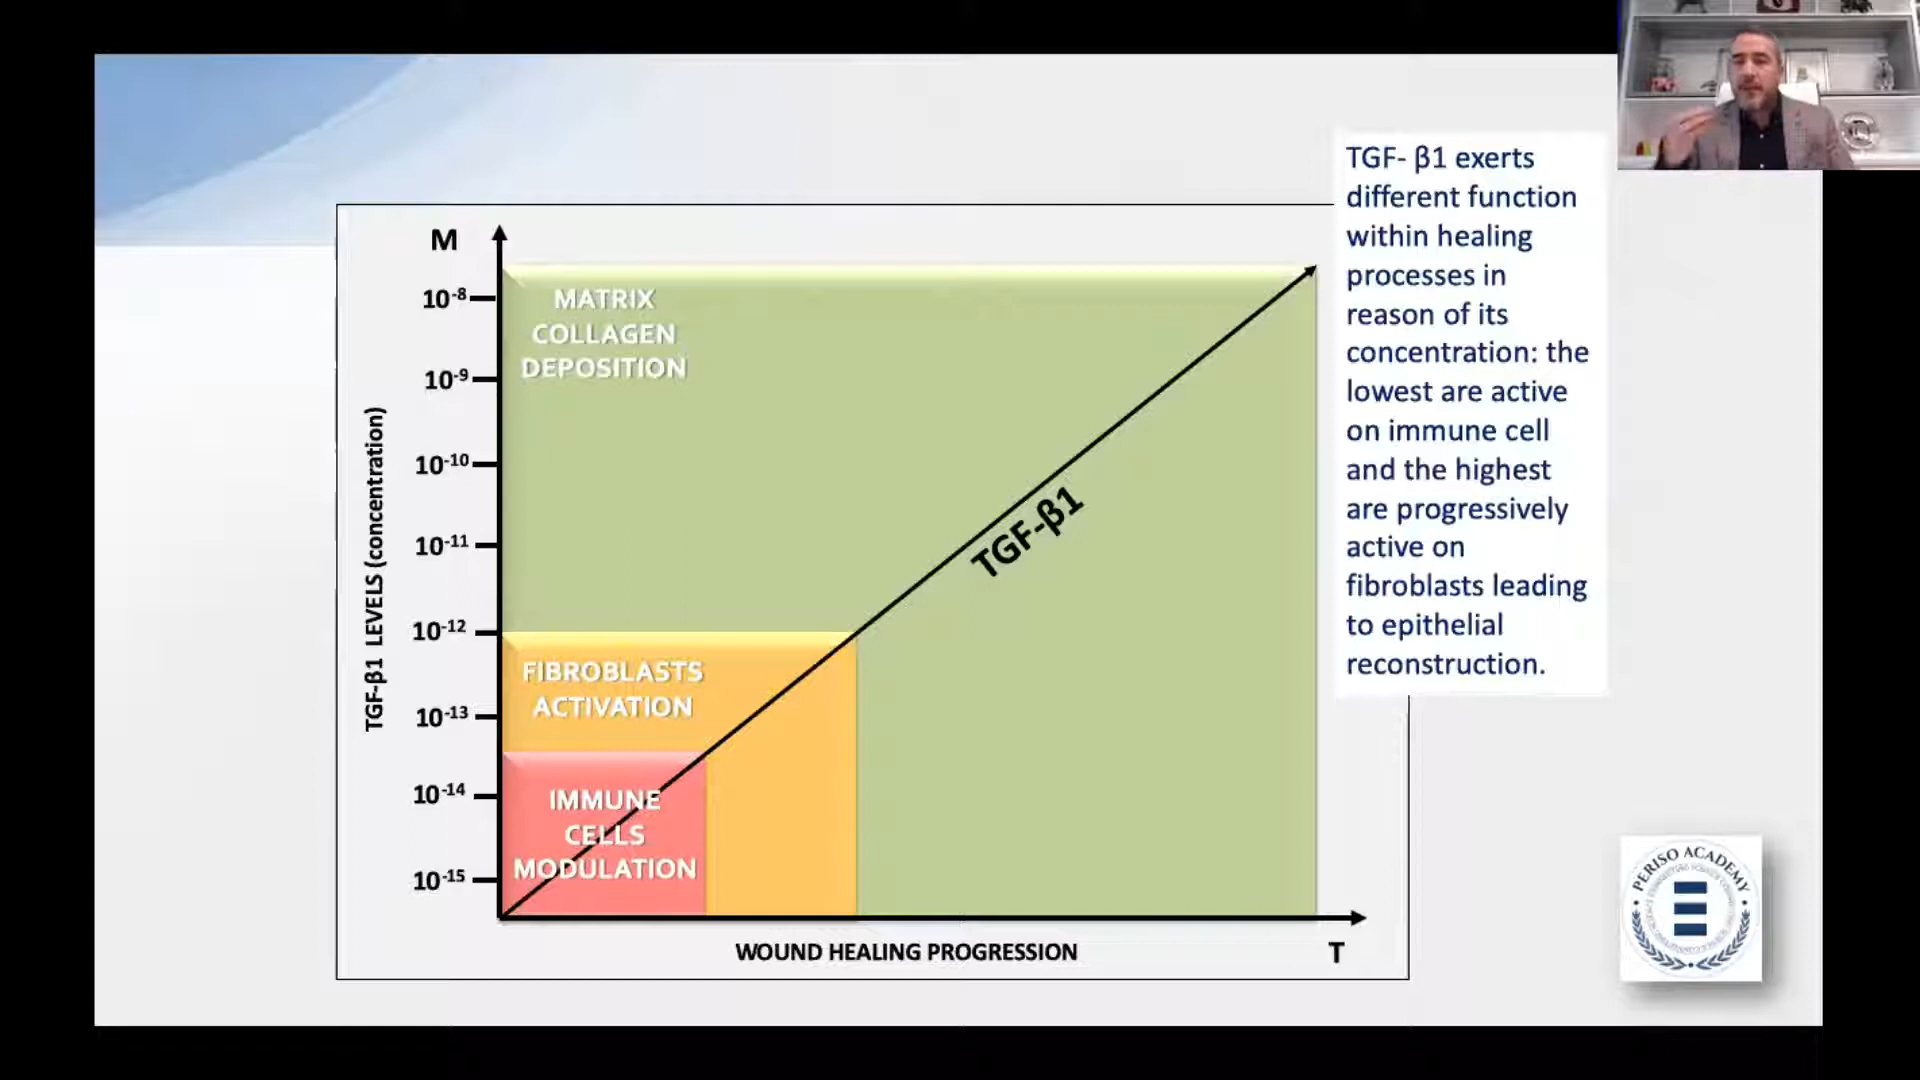 TGF- β1 exerts
different function
within healing
processes in
reason of its
concentration: the
lowest are active
on immune cell
and the highest
are progressively
active on
fibroblasts leading
to epithelial
reconstruction.
M
10-8
10-9
10-10
10-11
10-12
10-13
10-14
10-15
TGF-β1 LEVELS (concentration)
MATRIX
COLLAGEN
DEPOSITION
TGF-β1
FIBROBLASTS
ACTIVATION
IMMUNE
CELLS
MODULATION
WOUND HEALING PROGRESSION
T
PERISO ACADEMY